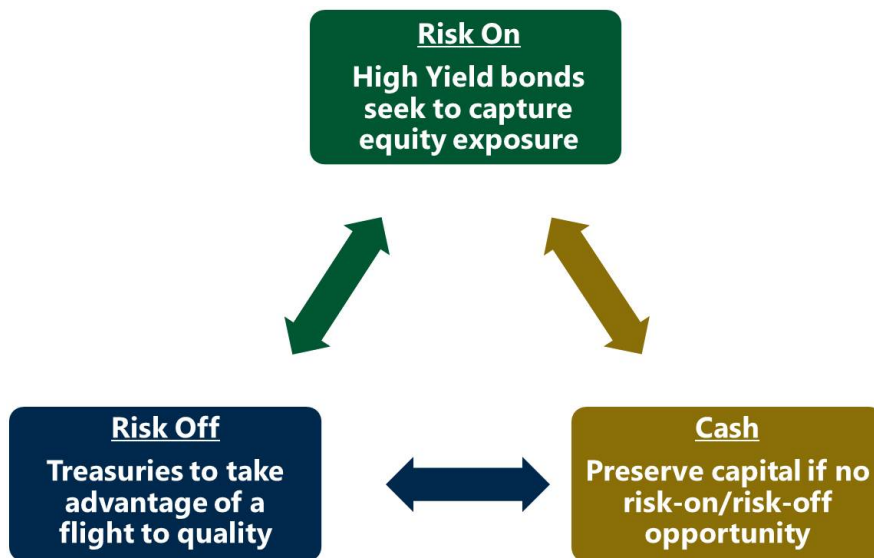 Risk On
High Yield bonds
seek to capture
equity exposure
Risk Off
Treasuries to take
advantage of a
flight to quality
Cash
Preserve capital if no
risk-on/risk-off
opportunity